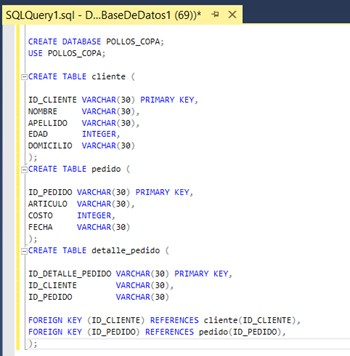 SQLQuery1.sql - D...BaseDeDatos1 (69))*
CREATE DATABASE POLLOS_COPA;
USE POLLOS_COPA;
CREATE TABLE cliente (
ID_CLIENTE VARCHAR(30) PRIMARY KEY,
NOMBRE VARCHAR(30),
APELLIDO VARCHAR(30),
EDAD INTEGER,
DOMICILIO VARCHAR(30)
);
CREATE TABLE pedido (
ID_PEDIDO VARCHAR(30) PRIMARY KEY,
ARTICULO VARCHAR(30),
COSTO INTEGER,
FECHA VARCHAR(30)
);
CREATE TABLE detalle_pedido (
ID_DETALLE_PEDIDO VARCHAR(30) PRIMARY KEY,
ID_CLIENTE VARCHAR(30),
ID_PEDIDO VARCHAR(30)
FOREIGN KEY (ID_CLIENTE) REFERENCES cliente(ID_CLIENTE),
FOREIGN KEY (ID_PEDIDO) REFERENCES pedido(ID_PEDIDO),
);